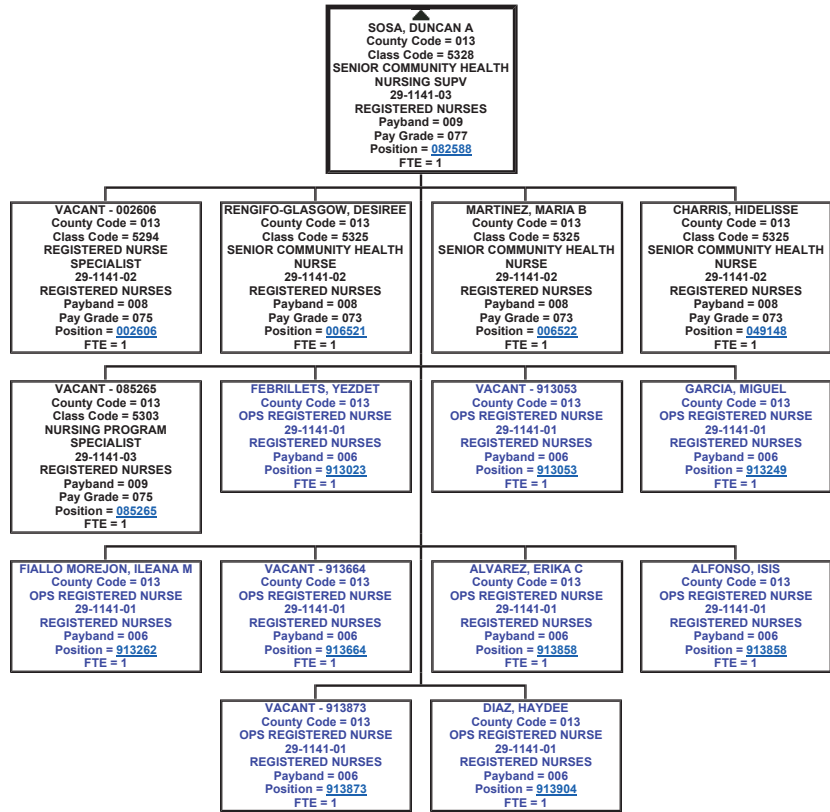 SOSA, DUNCAN A
County Code = 013
Class Code = 5328
SENIOR COMMUNITY HEALTH
NURSING SUPV
29-1141-03
REGISTERED NURSES
Payband = 009
Pay Grade = 077
Position = 082588
FTE = 1
VACANT - 002606
County Code = 013
Class Code = 5294
REGISTERED NURSE
SPECIALIST
29-1141-02
REGISTERED NURSES
Payband = 008
Pay Grade = 075
Position = 002606
FTE = 1
RENGIFO-GLASGOW, DESIREE
County Code = 013
Class Code = 5325
SENIOR COMMUNITY HEALTH
NURSE
29-1141-02
REGISTERED NURSES
Payband = 008
Pay Grade = 073
Position = 006521
FTE = 1
MARTINEZ, MARIA B
County Code = 013
Class Code = 5325
SENIOR COMMUNITY HEALTH
NURSE
29-1141-02
REGISTERED NURSES
Payband = 008
Pay Grade = 073
Position = 006522
FTE = 1
CHARRIS, HIDELISSE
County Code = 013
Class Code = 5325
SENIOR COMMUNITY HEALTH
NURSE
29-1141-02
REGISTERED NURSES
Payband = 008
Pay Grade = 073
Position = 049148
FTE = 1
VACANT - 085265
County Code = 013
Class Code = 5303
NURSING PROGRAM
SPECIALIST
29-1141-03
REGISTERED NURSES
Payband = 009
Pay Grade = 075
Position = 085265
FTE = 1
FEBRILLETS, YEZDET
County Code = 013
OPS REGISTERED NURSE
29-1141-01
REGISTERED NURSES
Payband = 006
Position = 913023
FTE = 1
VACANT - 913053
County Code = 013
OPS REGISTERED NURSE
29-1141-01
REGISTERED NURSES
Payband = 006
Position = 913053
FTE = 1
GARCIA, MIGUEL
County Code = 013
OPS REGISTERED NURSE
29-1141-01
REGISTERED NURSES
Payband = 006
Position = 913249
FTE = 1
FIALLO MOREJON, ILEANA M
County Code = 013
OPS REGISTERED NURSE
29-1141-01
REGISTERED NURSES
Payband = 006
Position = 913262
FTE = 1
VACANT - 913664
County Code = 013
OPS REGISTERED NURSE
29-1141-01
REGISTERED NURSES
Payband = 006
Position = 913664
FTE = 1
ALVAREZ, ERIKA C
County Code = 013
OPS REGISTERED NURSE
29-1141-01
REGISTERED NURSES
Payband = 006
Position = 913858
FTE = 1
ALFONSO, ISIS
County Code = 013
OPS REGISTERED NURSE
29-1141-01
REGISTERED NURSES
Payband = 006
Position = 913858
FTE = 1
VACANT - 913873
County Code = 013
OPS REGISTERED NURSE
29-1141-01
REGISTERED NURSES
Payband = 006
Position = 913873
FTE = 1
DIAZ, HAYDEE
County Code = 013
OPS REGISTERED NURSE
29-1141-01
REGISTERED NURSES
Payband = 006
Position = 913904
FTE = 1